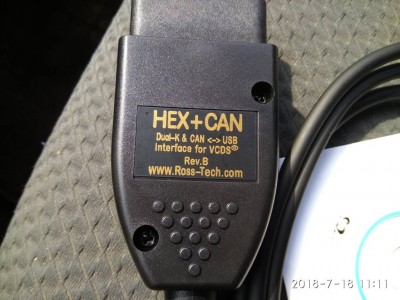 HEX+CAN
Dual-K & CAN <-> USB
Interface for VCDS®
Rev.B
www.Ross-Tech.com
2018-7-18 11:11